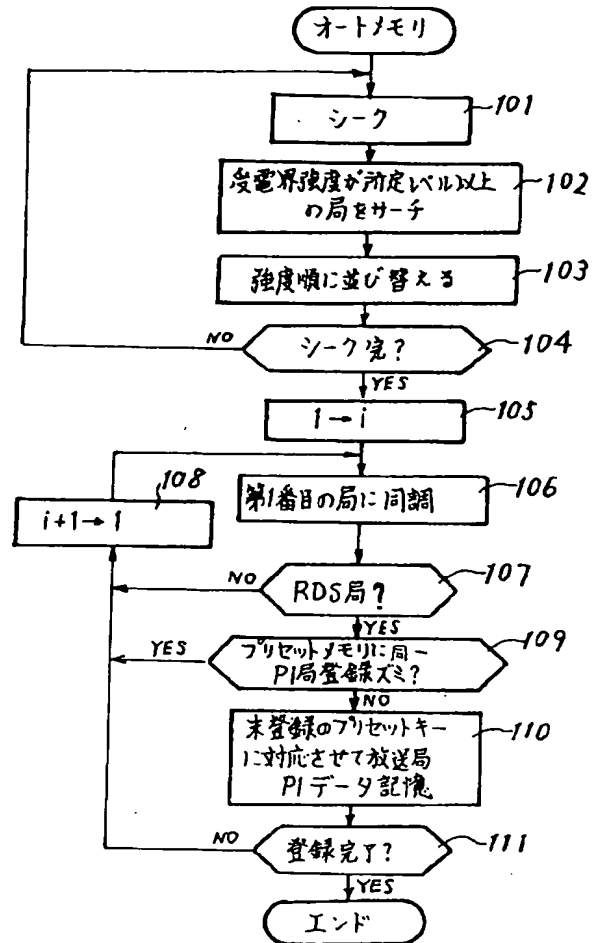 オートメモリ
シーク
101
受電界強度が所定レベル以上
の局をサーチ
102
強度順に並び替える
103
シーク完?
104
NO
YES
1→i
105
i+1→1
108
第1番目の局に同調
106
RDS局?
107
NO
YES
プリセットメモリに同一
PI局登録ズミ?
109
YES
NO
未登録のプリセットキー
に対応させて放送局
PIデータ記憶
110
登録完了?
111
NO
YES
エンド